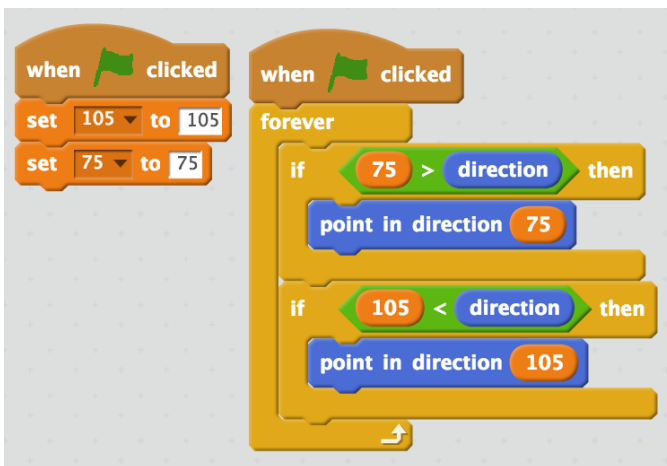 when clicked
set 105 to 105
set 75 to 75
when clicked
forever
if 75 > direction then
point in direction 75
if 105 < direction then
point in direction 105